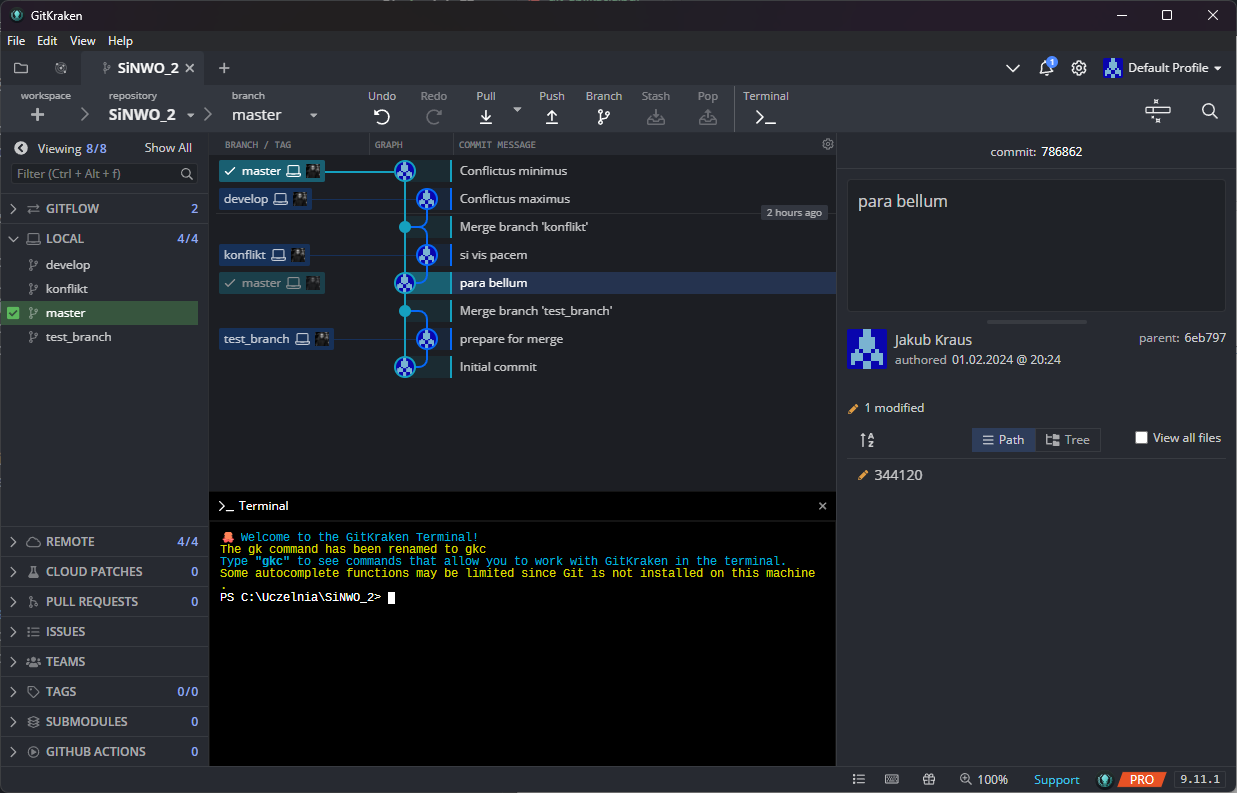 GitKraken
File Edit View Help
SiNWO_2
1
Default Profile
workspace
repository
SiNWO_2
branch
master
Undo
Redo
Pull
Push
Branch
Stash
Pop
Terminal
Viewing 8/8 Show All
Filter (Ctrl + Alt + f)
GITFLOW 2
LOCAL 4/4
develop
konflikt
master
test_branch
REMOTE 4/4
CLOUD PATCHES 0
PULL REQUESTS 0
ISSUES
TEAMS
TAGS 0/0
SUBMODULES 0
GITHUB ACTIONS 0
BRANCH / TAG GRAPH COMMIT MESSAGE
master Conflictus minimus
develop Conflictus maximus
2 hours ago
Merge branch 'konflikt'
konflikt si vis pacem
master para bellum
Merge branch 'test_branch'
test_branch prepare for merge
Initial commit
>_ Terminal
Welcome to the GitKraken Terminal!
The gk command has been renamed to gkc
Type "gkc" to see commands that allow you to work with GitKraken in the terminal.
Some autocomplete functions may be limited since Git is not installed on this machine
.
PS C:\Uczelnia\SiNWO_2>
commit: 786862
para bellum
Jakub Kraus
authored 01.02.2024 @ 20:24
parent: 6eb797
1 modified
Path Tree View all files
344120
100% Support PRO 9.11.1